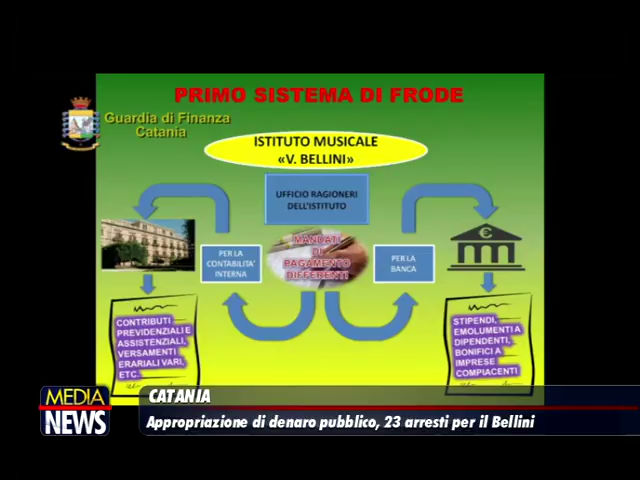 PRIMO SISTEMA DI FRODE
Guardia di Finanza
Catania
ISTITUTO MUSICALE
«V. BELLINI»
UFFICIO RAGIONERI
DELL'ISTITUTO
PER LA
CONTABILITA'
INTERNA
MANDATI
DI
PAGAMENTO
DIFFERENTI
PER LA
BANCA
CONTRIBUTI
PREVIDENZIALI E
ASSISTENZIALI,
VERSAMENTI
ERARIALI VARI,
ETC.
STIPENDI,
EMOLUMENTI A
DIPENDENTI,
BONIFICI A
IMPRESE
COMPIACENTI
MEDIA
NEWS
CATANIA
Appropriazione di denaro pubblico, 23 arresti per il Bellini